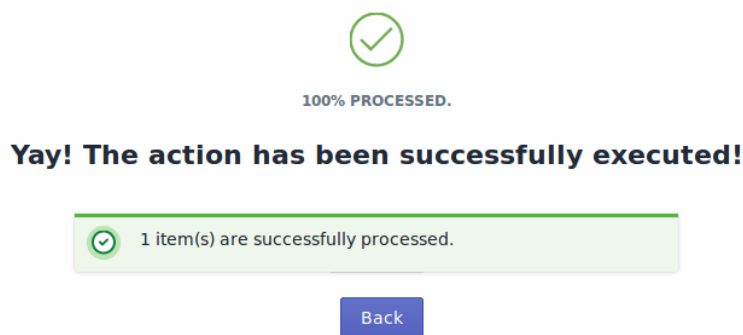 100% PROCESSED.
Yay! The action has been successfully executed!
1 item(s) are successfully processed.
Back